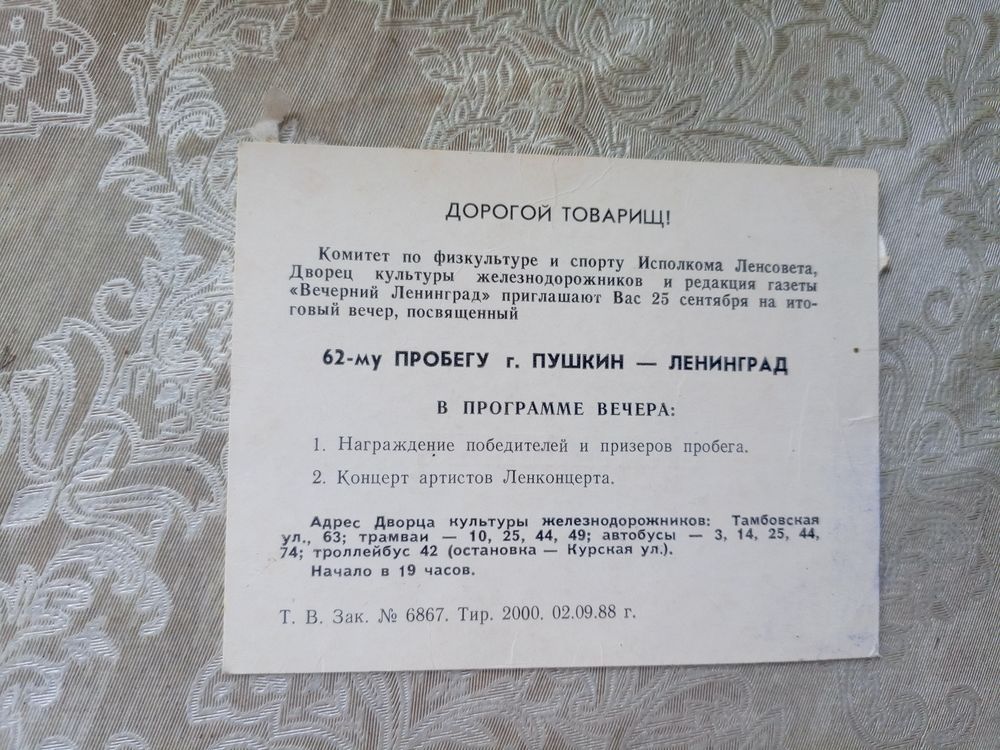 ДОРОГОЙ ТОВАРИЩ!
Комитет по физкультуре и спорту Исполкома Ленсовета,
Дворец культуры железнодорожников и редакция газеты
«Вечерний Ленинград» приглашают Вас 25 сентября на ито-
говый вечер, посвященный
62-му ПРОБЕГУ г. ПУШКИН — ЛЕНИНГРАД
В ПРОГРАММЕ ВЕЧЕРА:
1. Награждение победителей и призеров пробега.
2. Концерт артистов Ленконцерта.
Адрес Дворца культуры железнодорожников: Тамбовская
ул., 63; трамваи — 10, 25, 44, 49; автобусы — 3, 14, 25, 44,
74; троллейбус 42 (остановка — Курская ул.).
Начало в 19 часов.
Т. В. Зак. № 6867. Тир. 2000. 02.09.88 г.